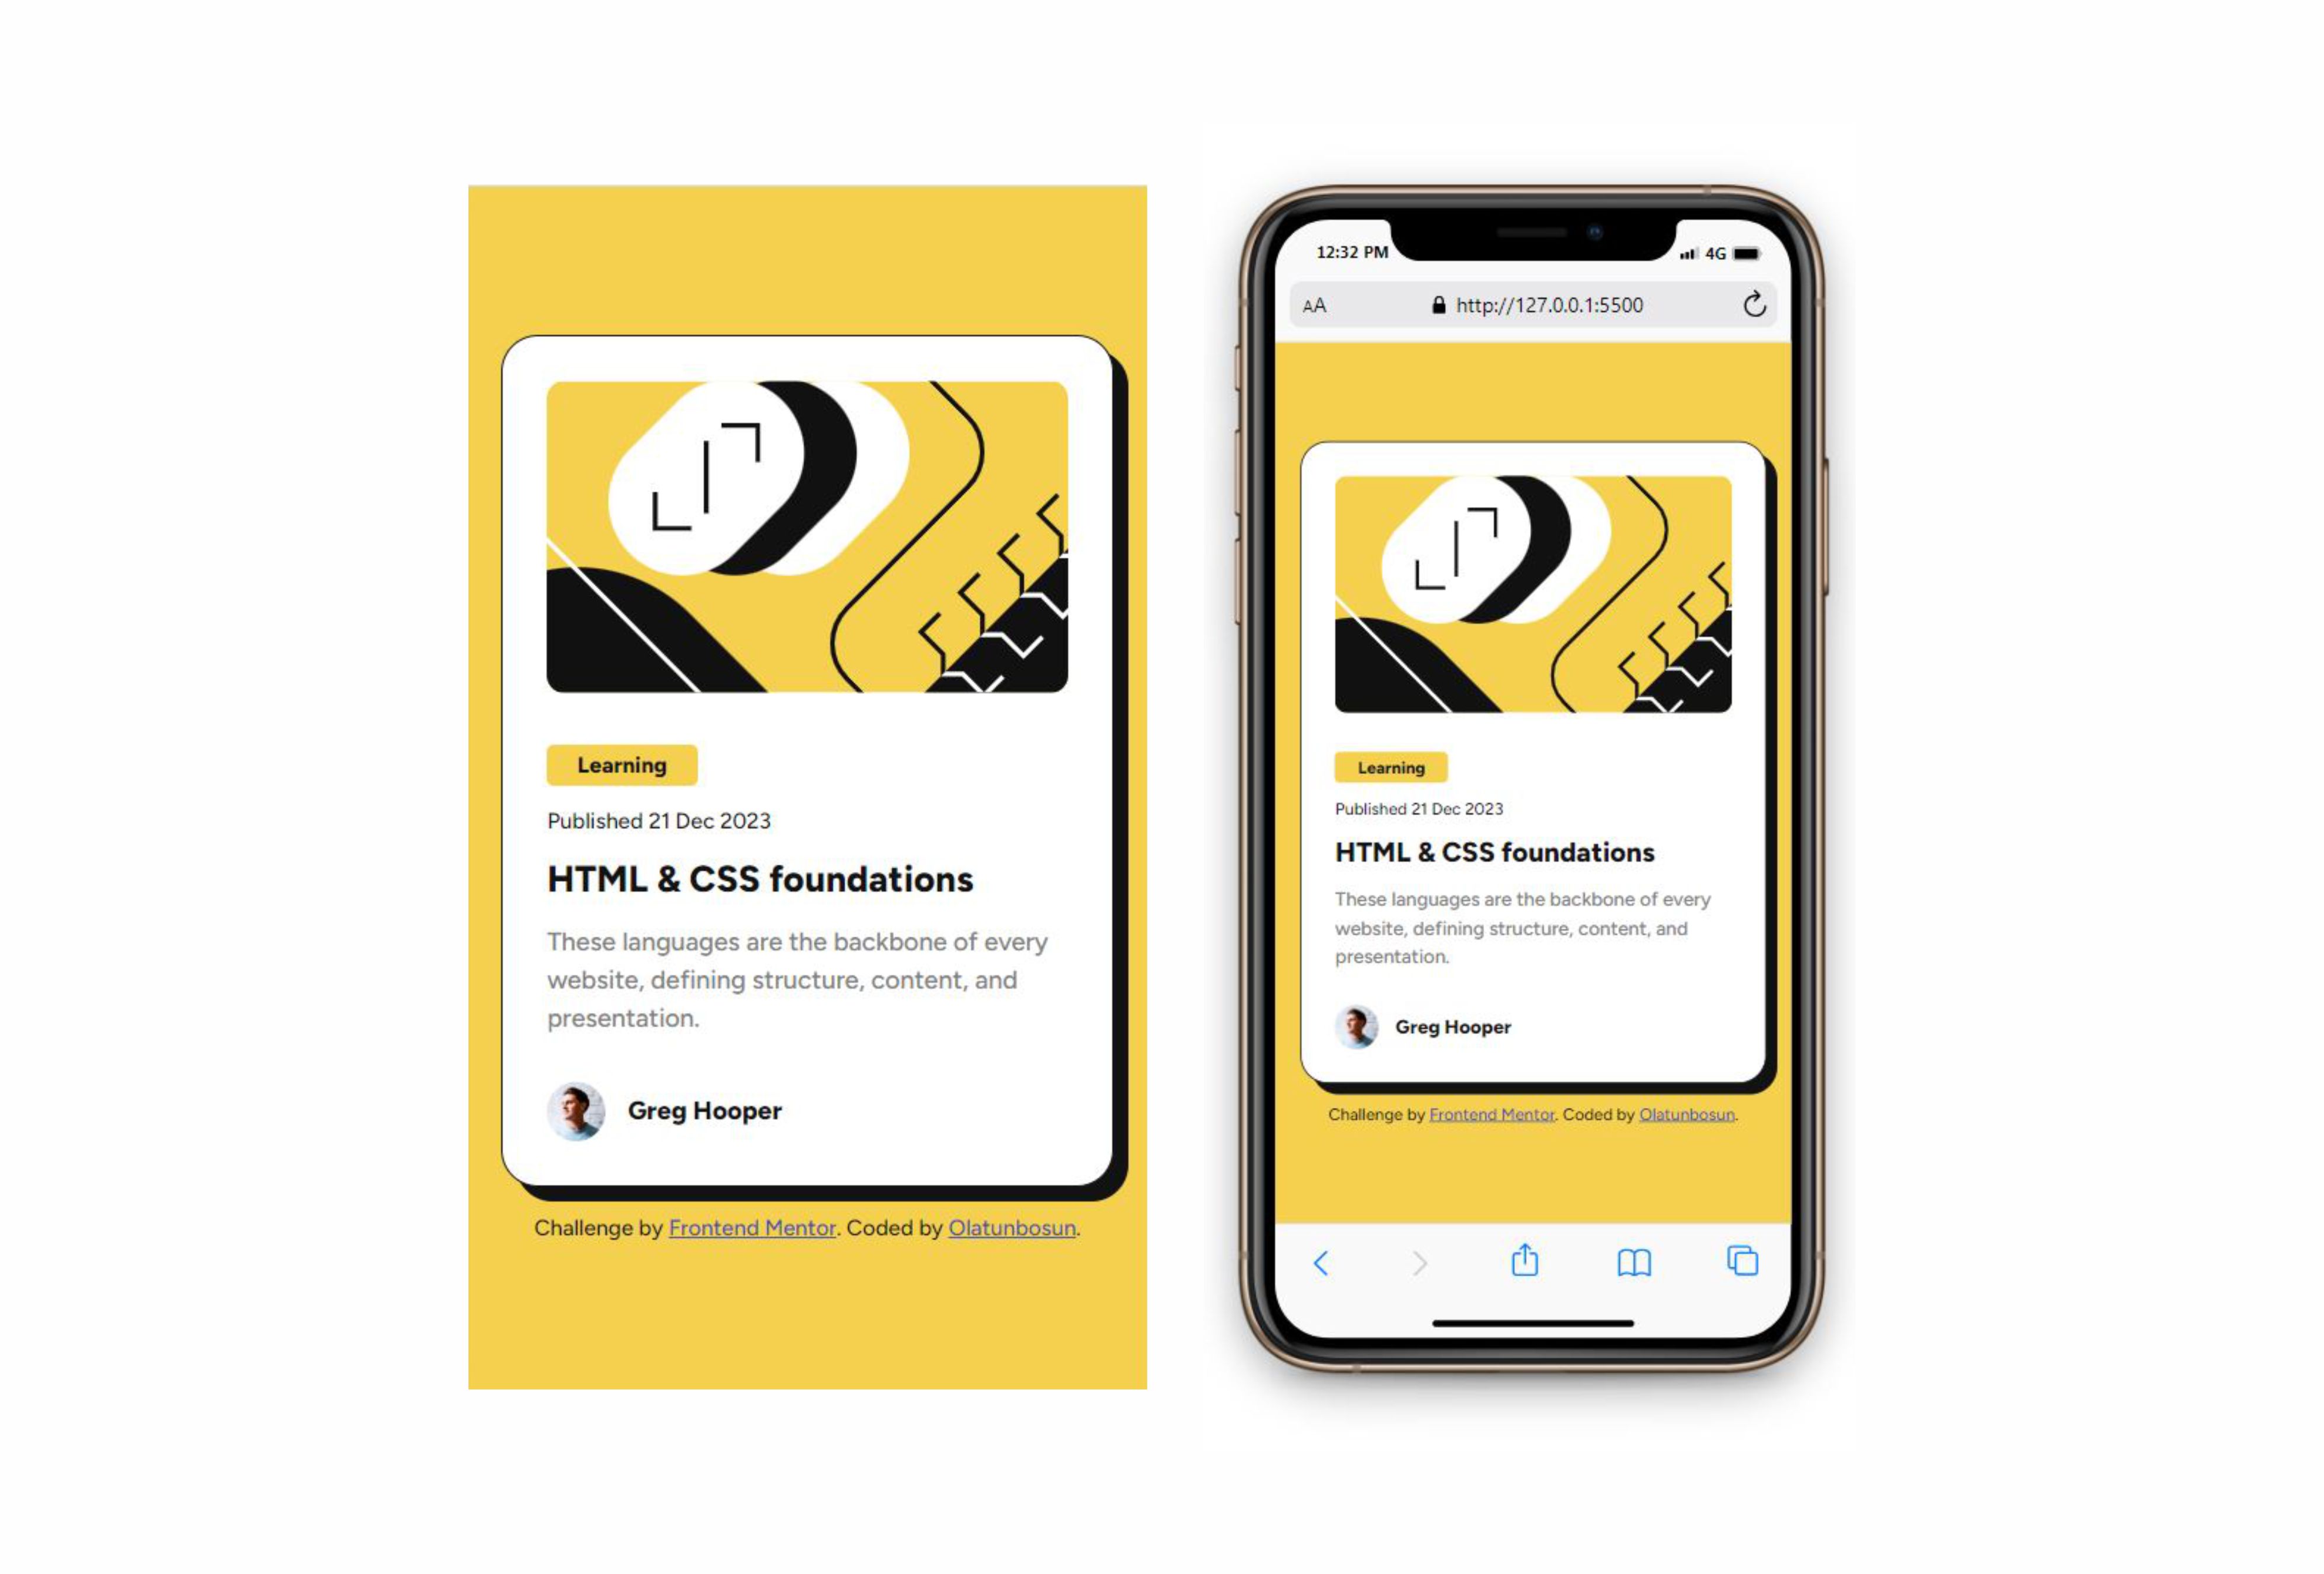 Learning
Published 21 Dec 2023
HTML & CSS foundations
These languages are the backbone of every
website, defining structure, content, and
presentation.
Greg Hooper
Challenge by Frontend Mentor. Coded by Olatunbosun.
12:32 PM 4G
AA http://127.0.0.1:5500
Learning
Published 21 Dec 2023
HTML & CSS foundations
These languages are the backbone of every
website, defining structure, content, and
presentation.
Greg Hooper
Challenge by Frontend Mentor. Coded by Olatunbosun.